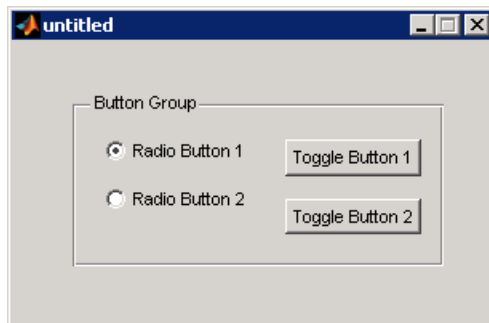 untitled
Button Group
Radio Button 1
Toggle Button 1
Radio Button 2
Toggle Button 2